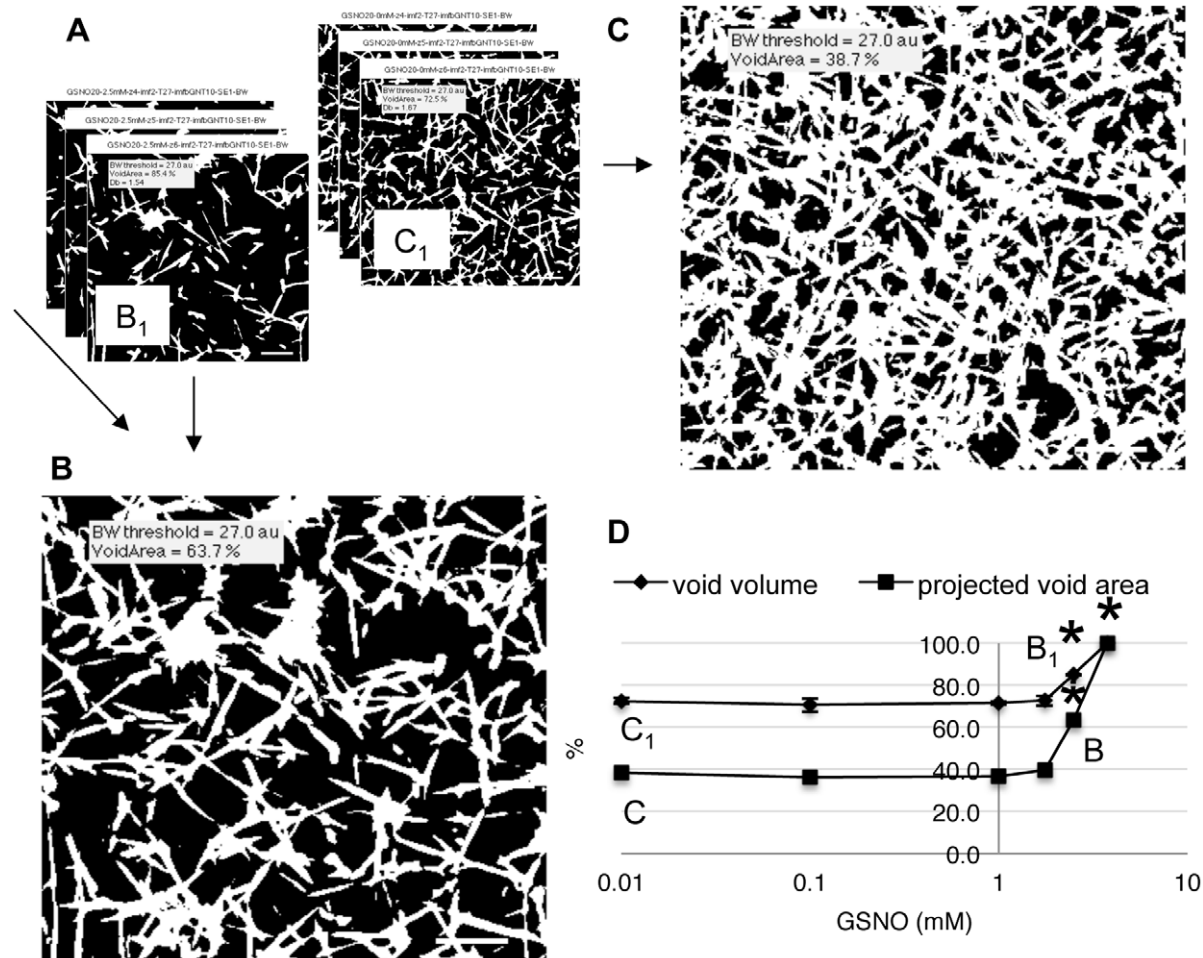 A
GSNO20-2.5mM-z4-imf2-T27-imfbGNT10-SE1-BW
GSNO20-2.5mM-z5-imf2-T27-imfbGNT10-SE1-BW
GSNO20-2.5mM-z6-imf2-T27-imfbGNT10-SE1-BW
BW threshold = 27.0 au
VoidArea = 85.4 %
Db = 1.54
B1
GSNO20-0mM-z4-imf2-T27-imfbGNT10-SE1-BW
GSNO20-0mM-z5-imf2-T27-imfbGNT10-SE1-BW
GSNO20-0mM-z6-imf2-T27-imfbGNT10-SE1-BW
BW threshold = 27.0 au
VoidArea = 72.5 %
Db = 1.67
C1
C
BW threshold = 27.0 au
VoidArea = 38.7 %
B
BW threshold = 27.0 au
VoidArea = 63.7 %
D
void volume
projected void area
* 
*
*
B1
B
C1
C
%
100.0
80.0
60.0
40.0
20.0
0.0
0.01 0.1 1 10
GSNO (mM)